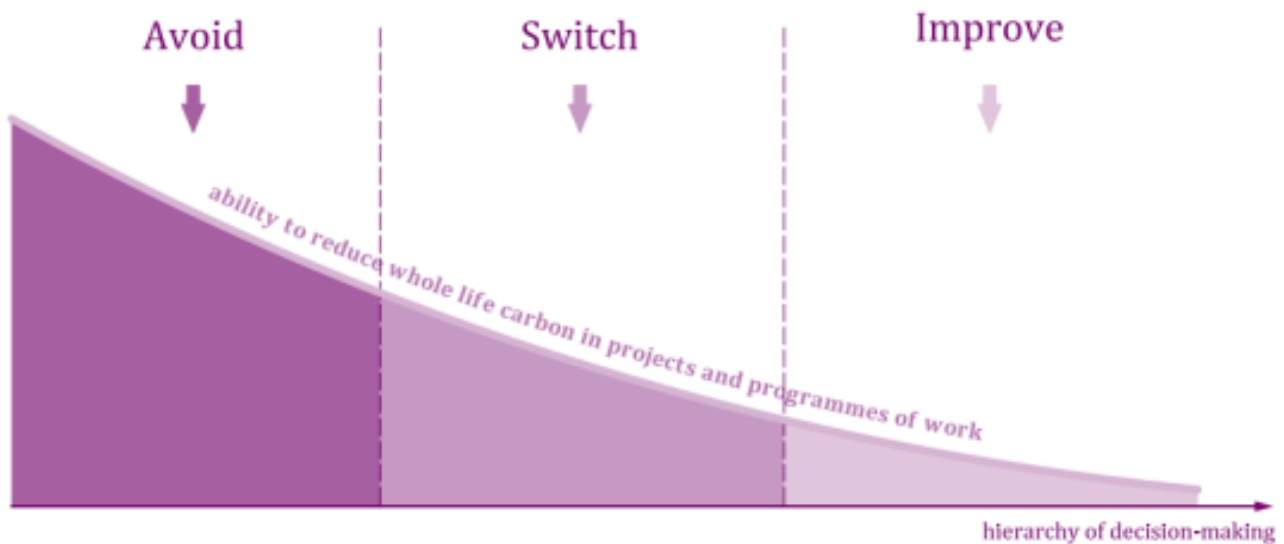 Avoid
Switch
Improve
ability to reduce whole life carbon in projects and programmes of work
hierarchy of decision-making